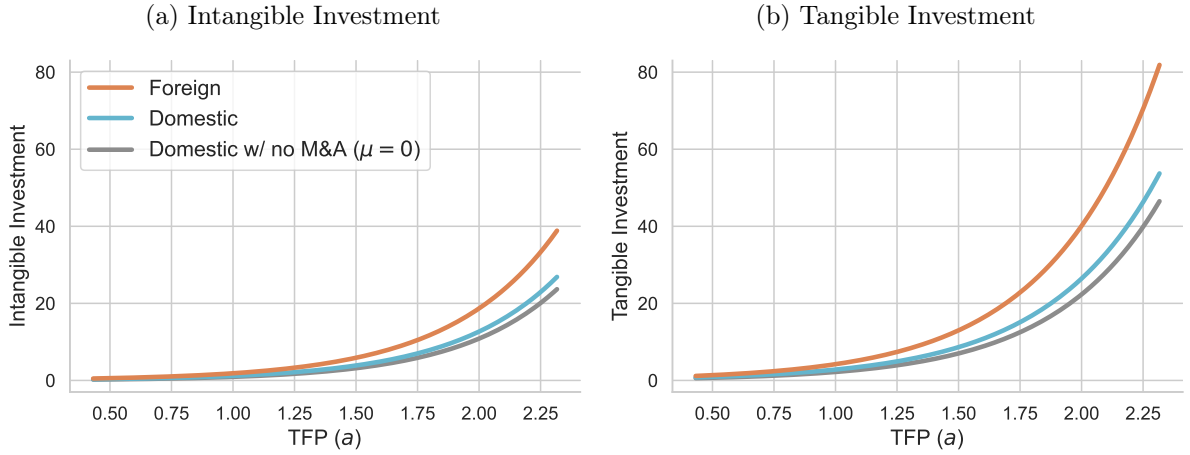 (a) Intangible Investment
Intangible Investment
80
60
40
20
0
Foreign
Domestic
Domestic w/ no M&A (μ = 0)
0.50 0.75 1.00 1.25 1.50 1.75 2.00 2.25
TFP (a)
(b) Tangible Investment
Tangible Investment
80
60
40
20
0
0.50 0.75 1.00 1.25 1.50 1.75 2.00 2.25
TFP (a)